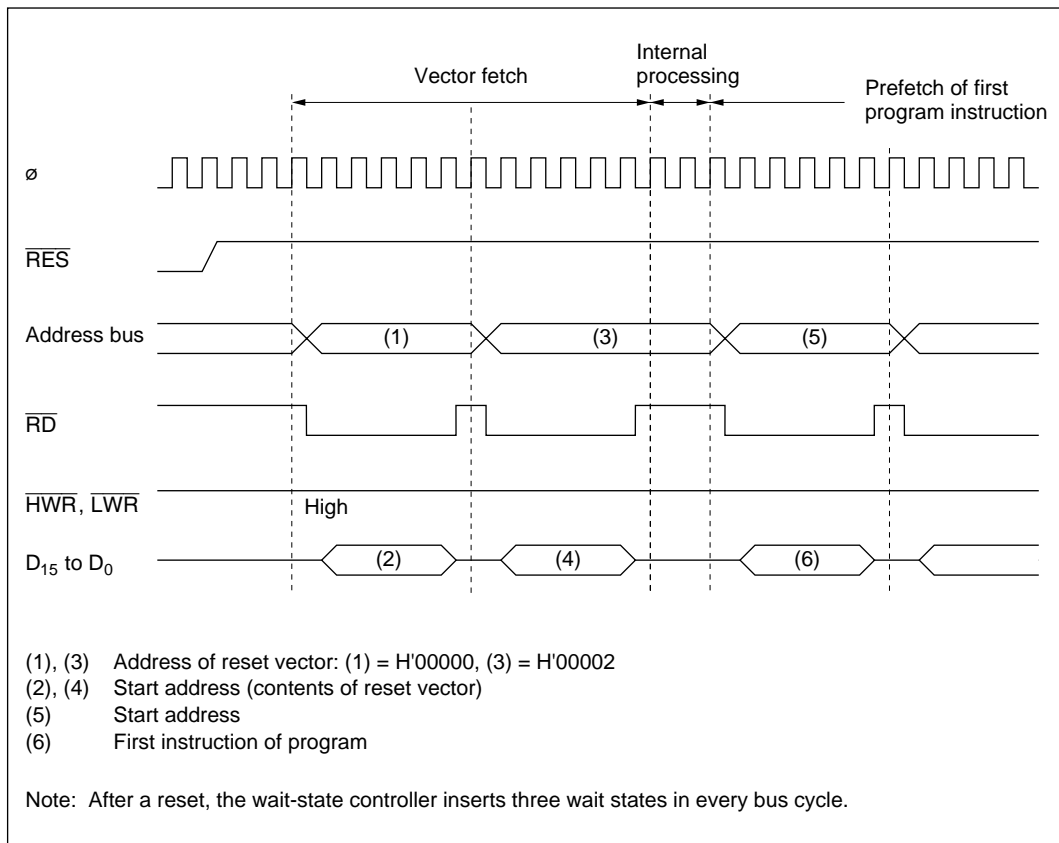 Vector fetch
Internal
processing
Prefetch of first
program instruction
ø
RES
Address bus
(1)
(3)
(5)
RD
HWR, LWR
High
D15 to D0
(2)
(4)
(6)
(1), (3) Address of reset vector: (1) = H'00000, (3) = H'00002
(2), (4) Start address (contents of reset vector)
(5) Start address
(6) First instruction of program
Note: After a reset, the wait-state controller inserts three wait states in every bus cycle.